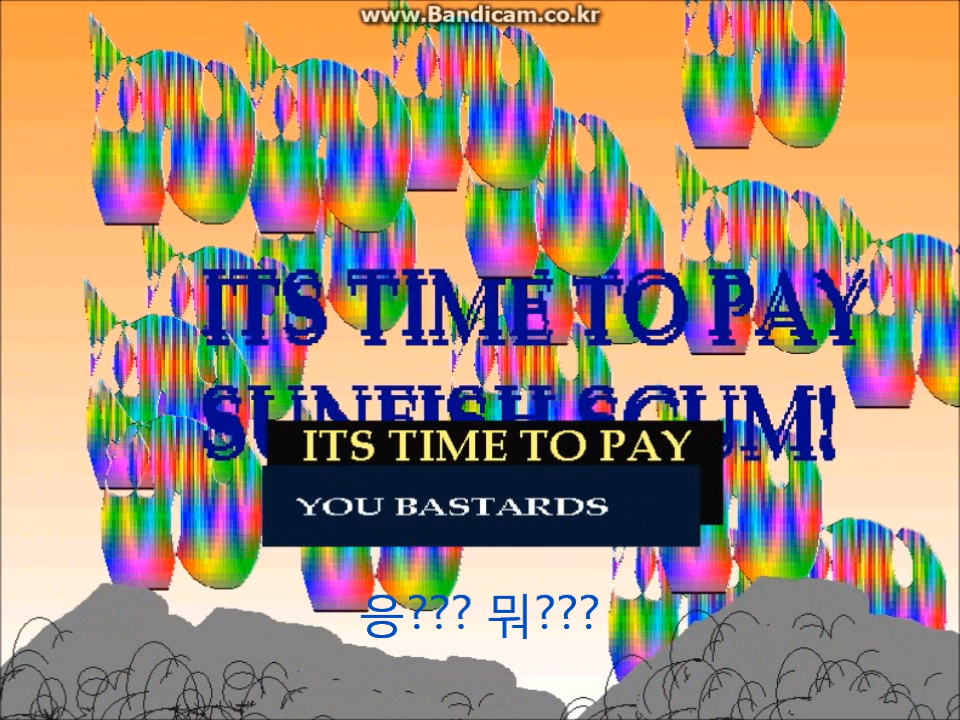 www.Bandicam.co.kr
ITS TIME TO PAY
SUNFISH SCUM!
ITS TIME TO PAY
YOU BASTARDS
응??? 뭐???